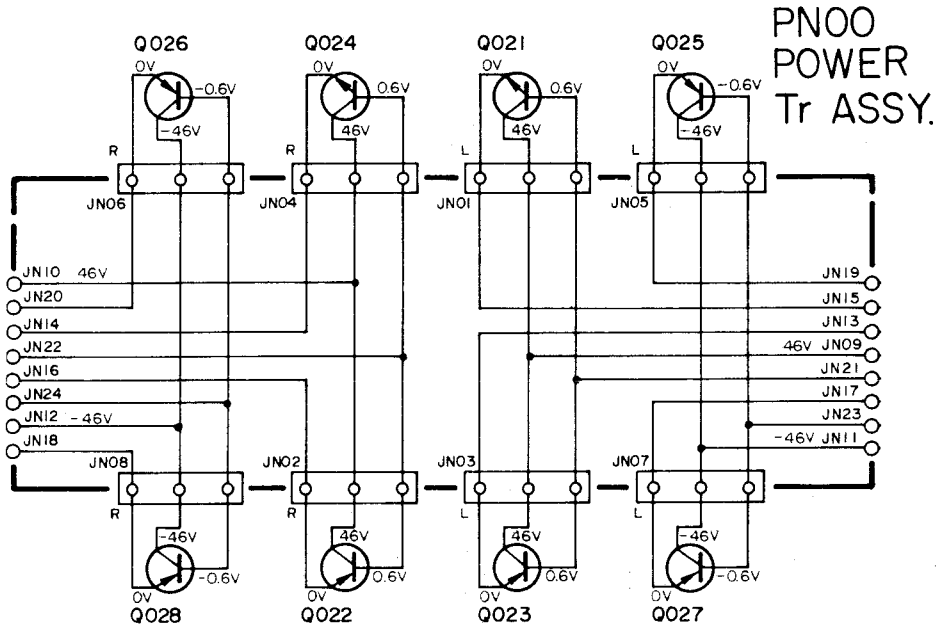 PN00
POWER
Tr ASSY.
Q026 Q024 Q021 Q025
0V 0V 0V 0V
-0.6V 0.6V 0.6V -0.6V
-46V 46V 46V -46V
R R L L
JN06 JN04 JN01 JN05
JN10 46V
JN20
JN14
JN22
JN16
JN24
JN12 -46V
JN18
JN19
JN15
JN13
46V JN09
JN21
JN17
JN23
-46V JN11
JN08 JN02 JN03 JN07
R R L L
-46V 46V 46V -46V
-0.6V 0.6V 0.6V -0.6V
0V 0V 0V 0V
Q028 Q022 Q023 Q027